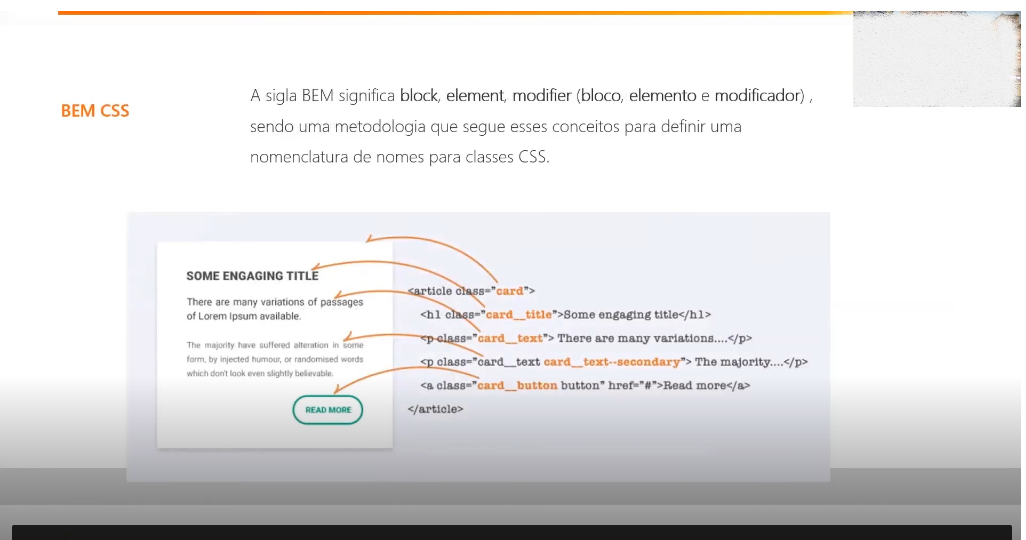 BEM CSS
A sigla BEM significa block, element, modifier (bloco, elemento e modificador) ,
sendo uma metodologia que segue esses conceitos para definir uma
nomenclatura de nomes para classes CSS.
SOME ENGAGING TITLE
There are many variations of passages
of Lorem Ipsum available.
The majority have suffered alteration in some
form, by injected humour, or randomised words
which don't look even slightly believable.
READ MORE
<article class="card">
<h1 class="card__title">Some engaging title</h1>
<p class="card__text"> There are many variations....</p>
<p class="card__text card__text--secondary"> The majority....</p>
<a class="card__button button" href="#">Read more</a>
</article>